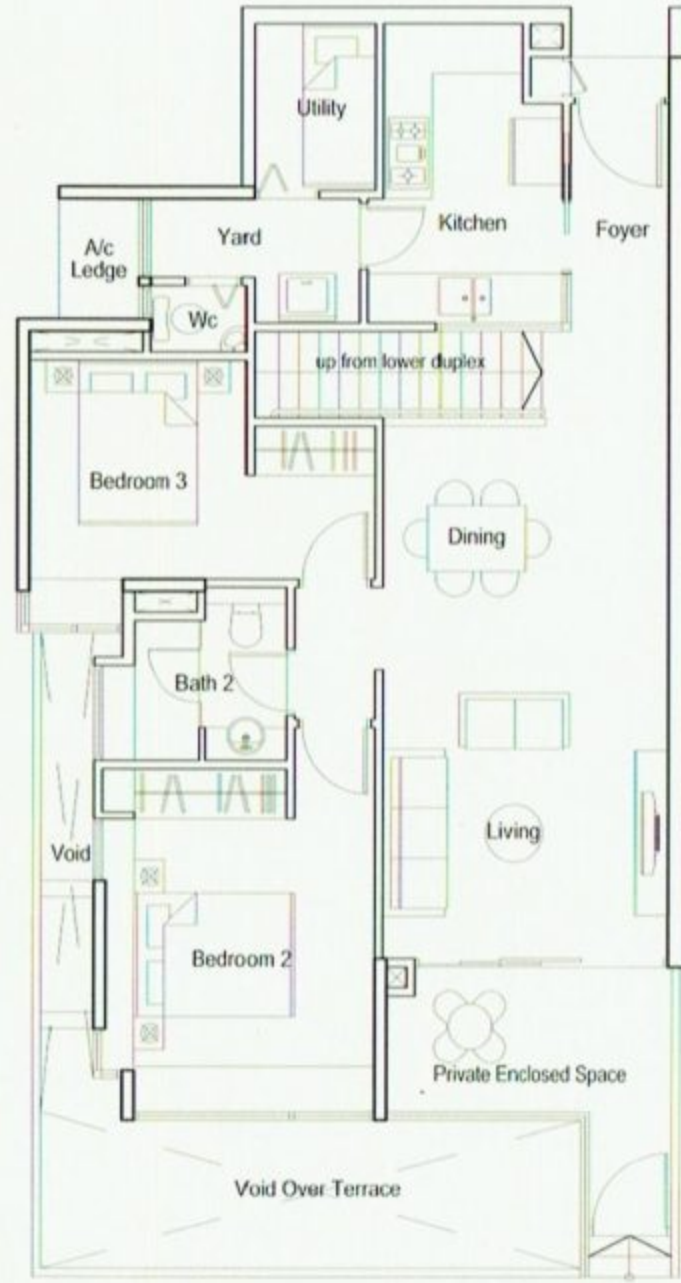 Utility
Kitchen
Foyer
Yard
A/c
Ledge
Wc
up from lower duplex
Bedroom 3
Dining
Bath 2
Living
Void
Bedroom 2
Private Enclosed Space
Void Over Terrace